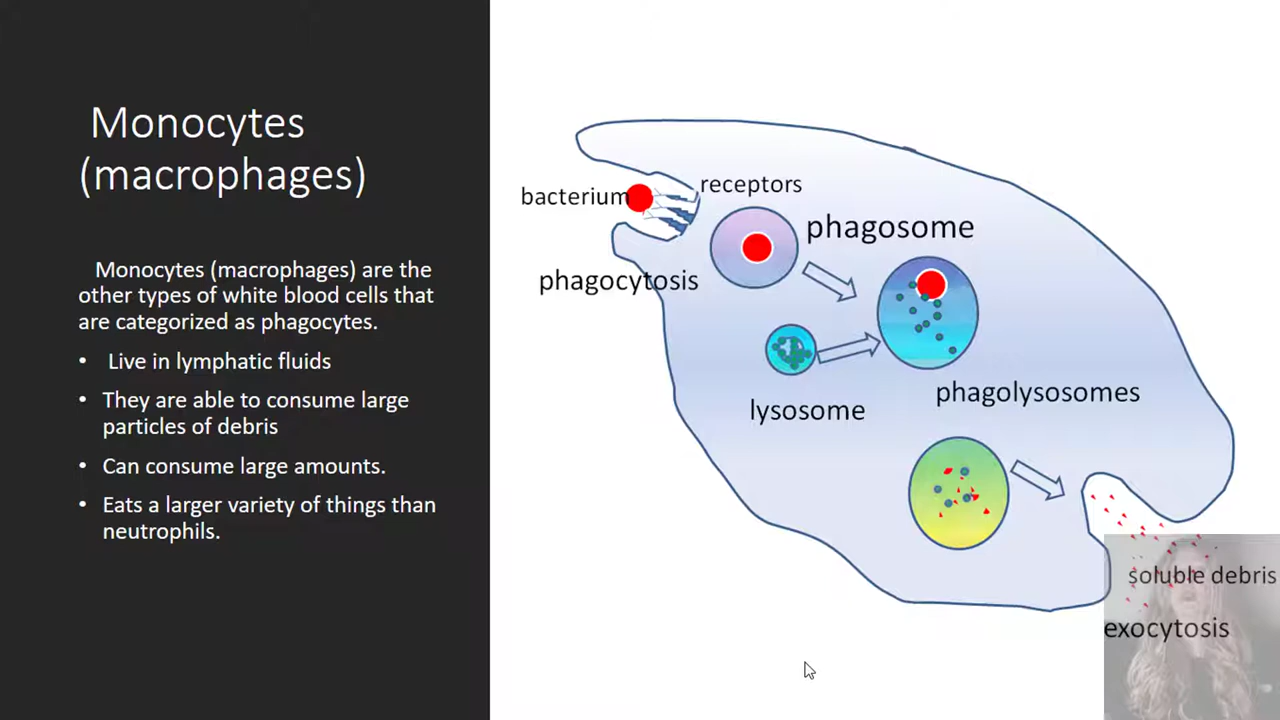 Monocytes
(macrophages)
Monocytes (macrophages) are the
other types of white blood cells that
are categorized as phagocytes.
• Live in lymphatic fluids
• They are able to consume large
particles of debris
• Can consume large amounts.
• Eats a larger variety of things than
neutrophils.
bacterium
receptors
phagosome
phagocytosis
lysosome
phagolysosomes
soluble debris
exocytosis